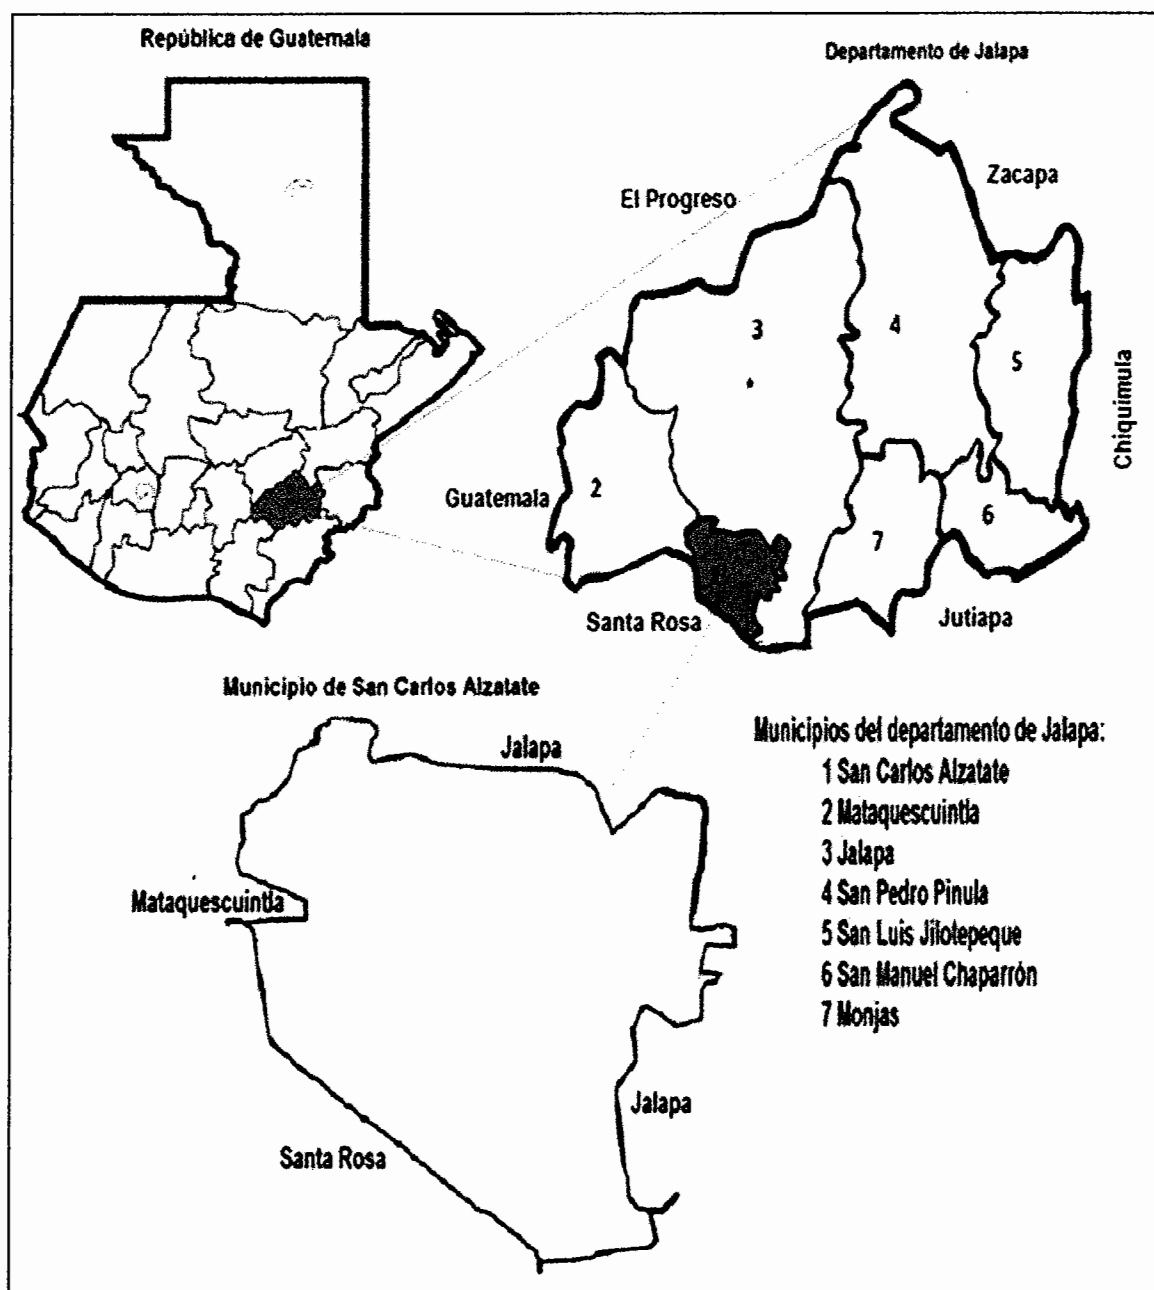 República de Guatemala
Departamento de Jalapa
El Progreso
Zacapa
3
4
5
Chiquimula
Guatemala
2
6
7
Santa Rosa
Jutiapa
Municipio de San Carlos Alzatate
Jalapa
Mataquescuintla
Jalapa
Santa Rosa
Municipios del departamento de Jalapa:
1 San Carlos Alzatate
2 Mataquescuintla
3 Jalapa
4 San Pedro Pinula
5 San Luis Jilotepeque
6 San Manuel Chaparrón
7 Monjas